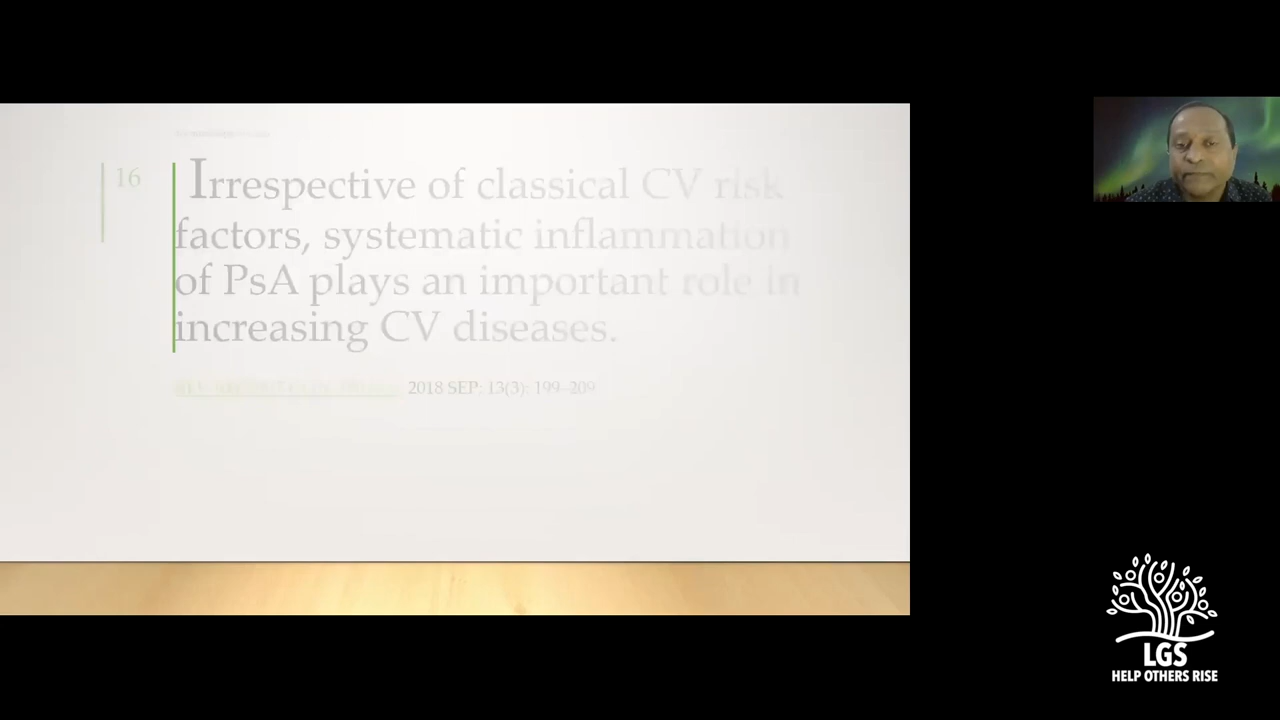 16
Irrespective of classical CV risk
factors, systematic inflammation
of PsA plays an important role in
increasing CV diseases.
2018 SEP; 13(3): 199–209
LGS
HELP OTHERS RISE